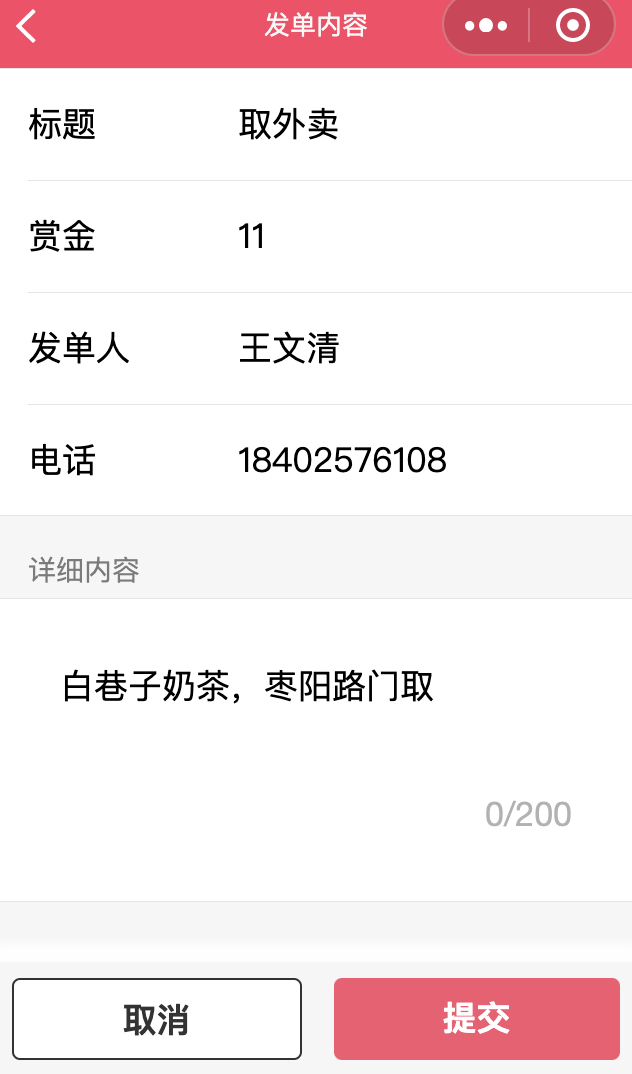 发单内容
标题 取外卖
赏金 11
发单人 王文清
电话 18402576108
详细内容
白巷子奶茶，枣阳路门取
0/200
取消 提交